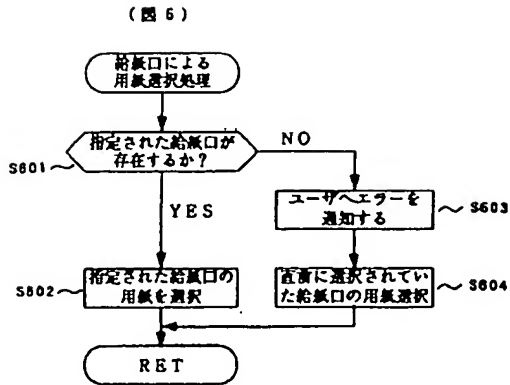 (図6)
給紙口による
用紙選択処理
指定された給紙口が
存在するか?
NO
S601
YES
ユーザへエラーを
通知する
S603
指定された給紙口の
用紙を選択
S602
直前に選択されてい
た給紙口の用紙選択
S604
RET